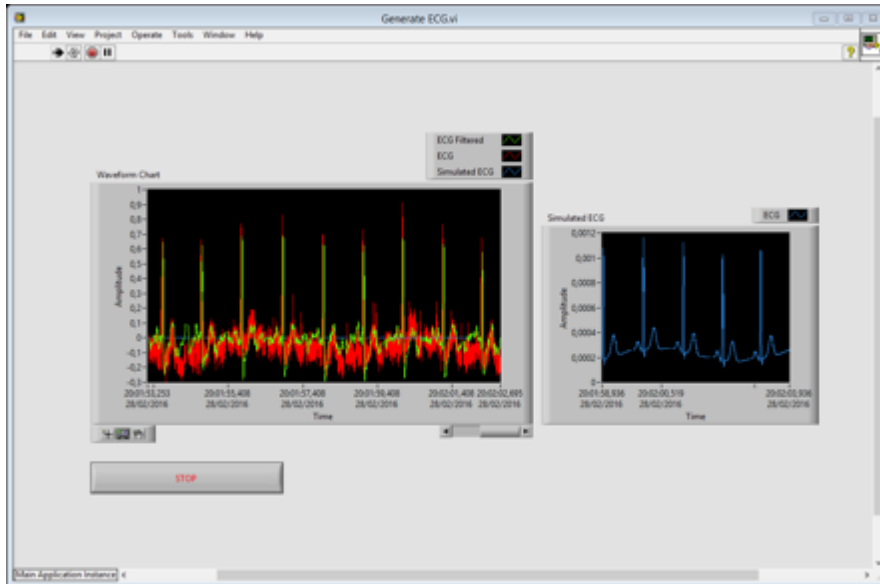 Generate ECG.vi
File Edit View Project Operate Tools Window Help
ECG Filtered
ECG
Simulated ECG
Waveform Chart
1
0,9
0,8
0,7
0,6
0,5
0,4
0,3
0,2
0,1
0
-0,1
-0,2
-0,3
Amplitude
20:01:53,253 20:01:55,408 20:01:57,408 20:01:59,408 20:02:01,408 20:02:02,695
28/02/2016 28/02/2016 28/02/2016 28/02/2016 28/02/2016 28/02/2016
Time
STOP
Simulated ECG
ECG
0,0012
0,001
0,0008
0,0006
0,0004
0,0002
0
Amplitude
20:01:58,936 20:02:00,519 20:02:03,936
28/02/2016 28/02/2016 28/02/2016
Time
Main Application Instance